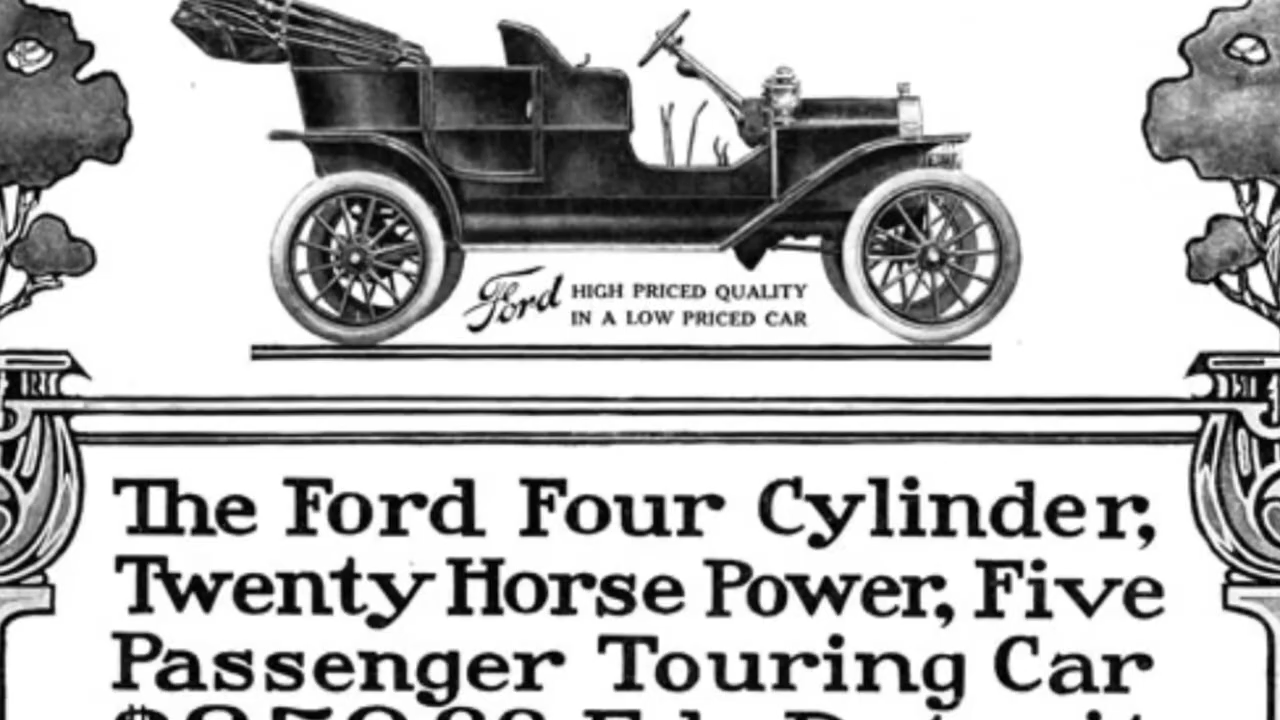 Ford HIGH PRICED QUALITY
IN A LOW PRICED CAR
The Ford Four Cylinder,
Twenty Horse Power, Five
Passenger Touring Car